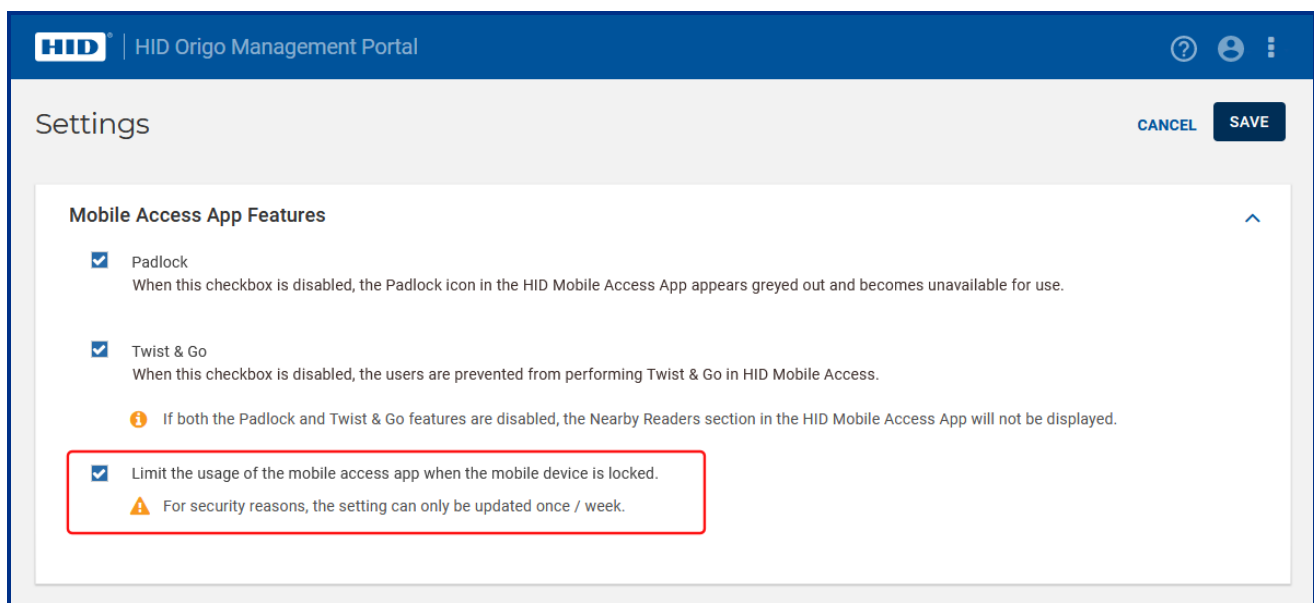 HID | HID Origo Management Portal
Settings
CANCEL
SAVE
Mobile Access App Features
Padlock
When this checkbox is disabled, the Padlock icon in the HID Mobile Access App appears greyed out and becomes unavailable for use.
Twist & Go
When this checkbox is disabled, the users are prevented from performing Twist & Go in HID Mobile Access.
If both the Padlock and Twist & Go features are disabled, the Nearby Readers section in the HID Mobile Access App will not be displayed.
Limit the usage of the mobile access app when the mobile device is locked.
For security reasons, the setting can only be updated once / week.